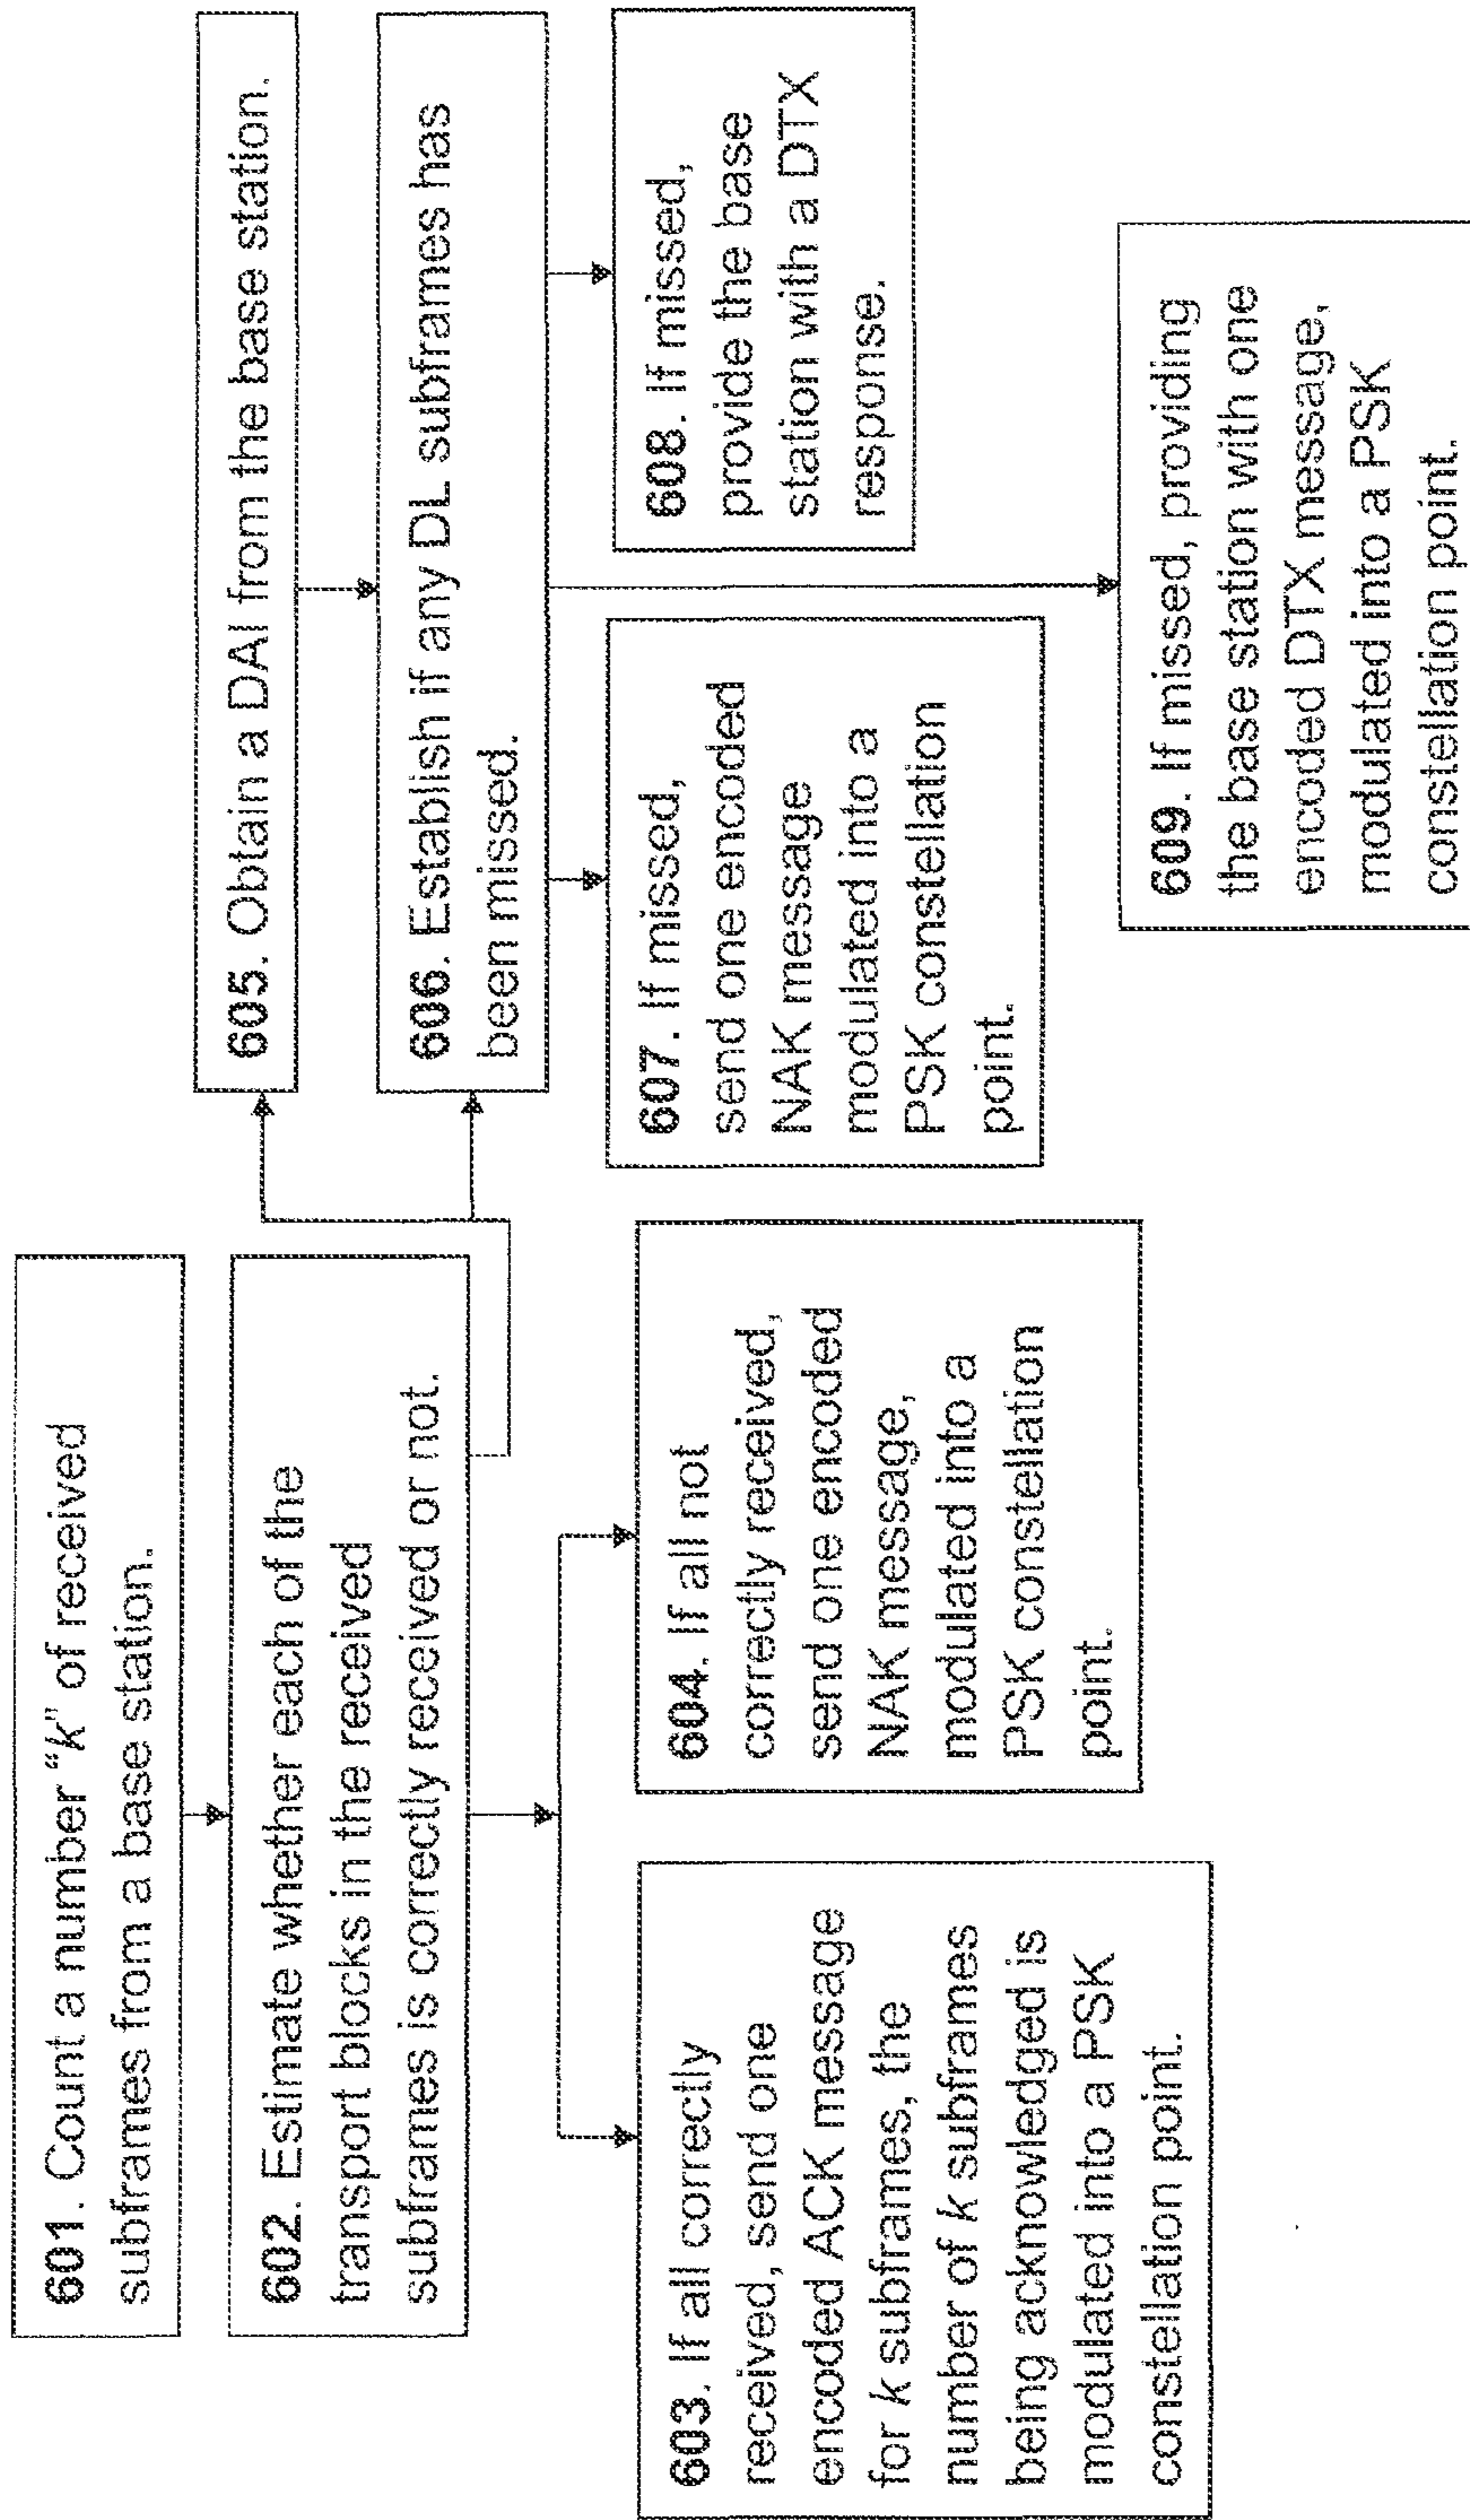 601. Count a number "k" of received
subframes from a base station.
602. Estimate whether each of the
transport blocks in the received
subframes is correctly received or not.
603. If all correctly
received, send one
encoded ACK message
for k subframes, the
number of k subframes
being acknowledged is
modulated into a PSK
constellation point.
604. If all not
correctly received,
send one encoded
NAK message,
modulated into a
PSK constellation
point.
605. Obtain a DAI from the base station.
606. Establish if any DL subframes has
been missed.
607. If missed,
send one encoded
NAK message
modulated into a
PSK constellation
point.
608. If missed,
provide the base
station with a DTX
response.
609. If missed, providing
the base station with one
encoded DTX message,
modulated into a PSK
constellation point.